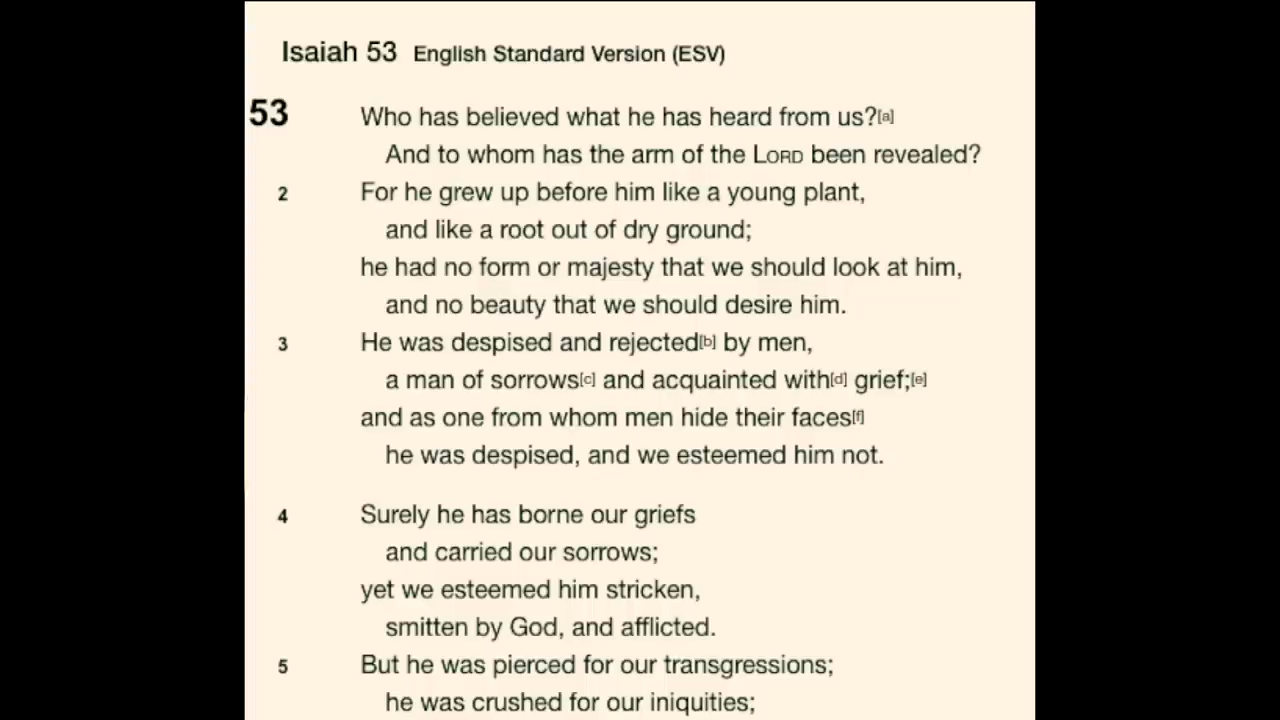 Isaiah 53 English Standard Version (ESV)
53 Who has believed what he has heard from us?[a]
And to whom has the arm of the LORD been revealed?
2 For he grew up before him like a young plant,
and like a root out of dry ground;
he had no form or majesty that we should look at him,
and no beauty that we should desire him.
3 He was despised and rejected[b] by men,
a man of sorrows[c] and acquainted with[d] grief;[e]
and as one from whom men hide their faces[f]
he was despised, and we esteemed him not.
4 Surely he has borne our griefs
and carried our sorrows;
yet we esteemed him stricken,
smitten by God, and afflicted.
5 But he was pierced for our transgressions;
he was crushed for our iniquities;